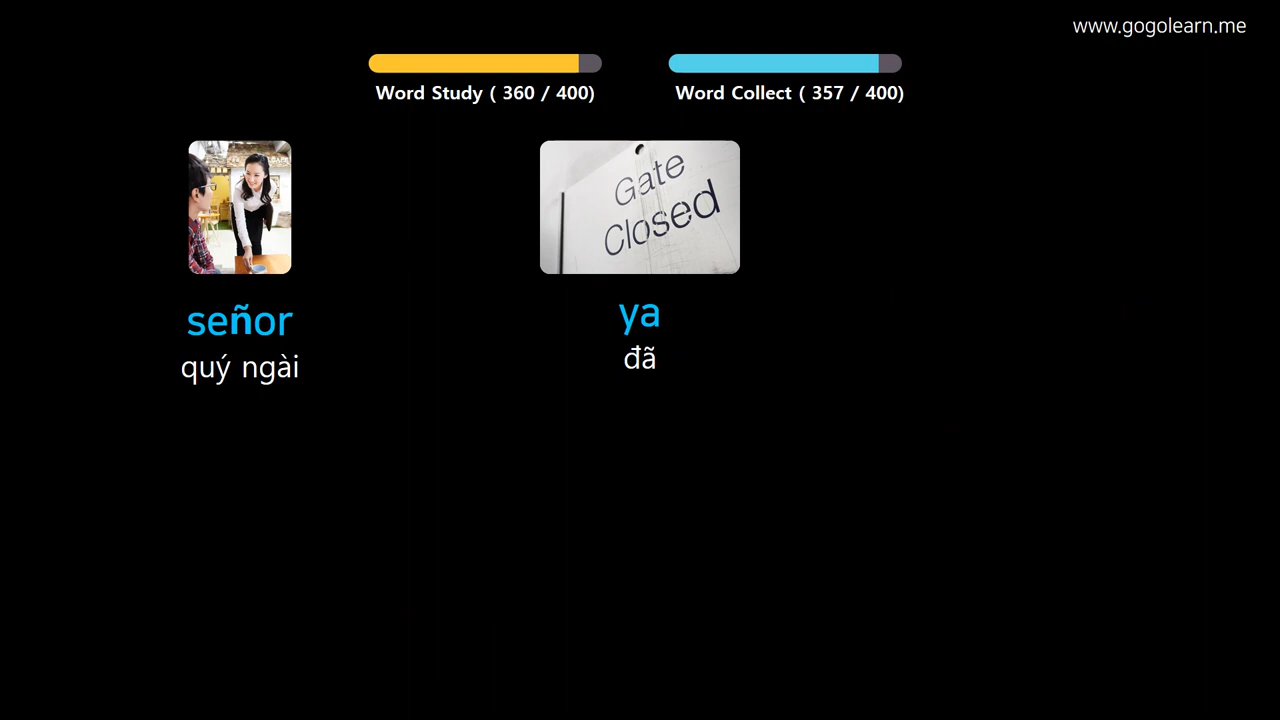 www.gogolearn.me
Word Study ( 360 / 400)
Word Collect ( 357 / 400)
Gate
Closed
señor
quý ngài
ya
đã